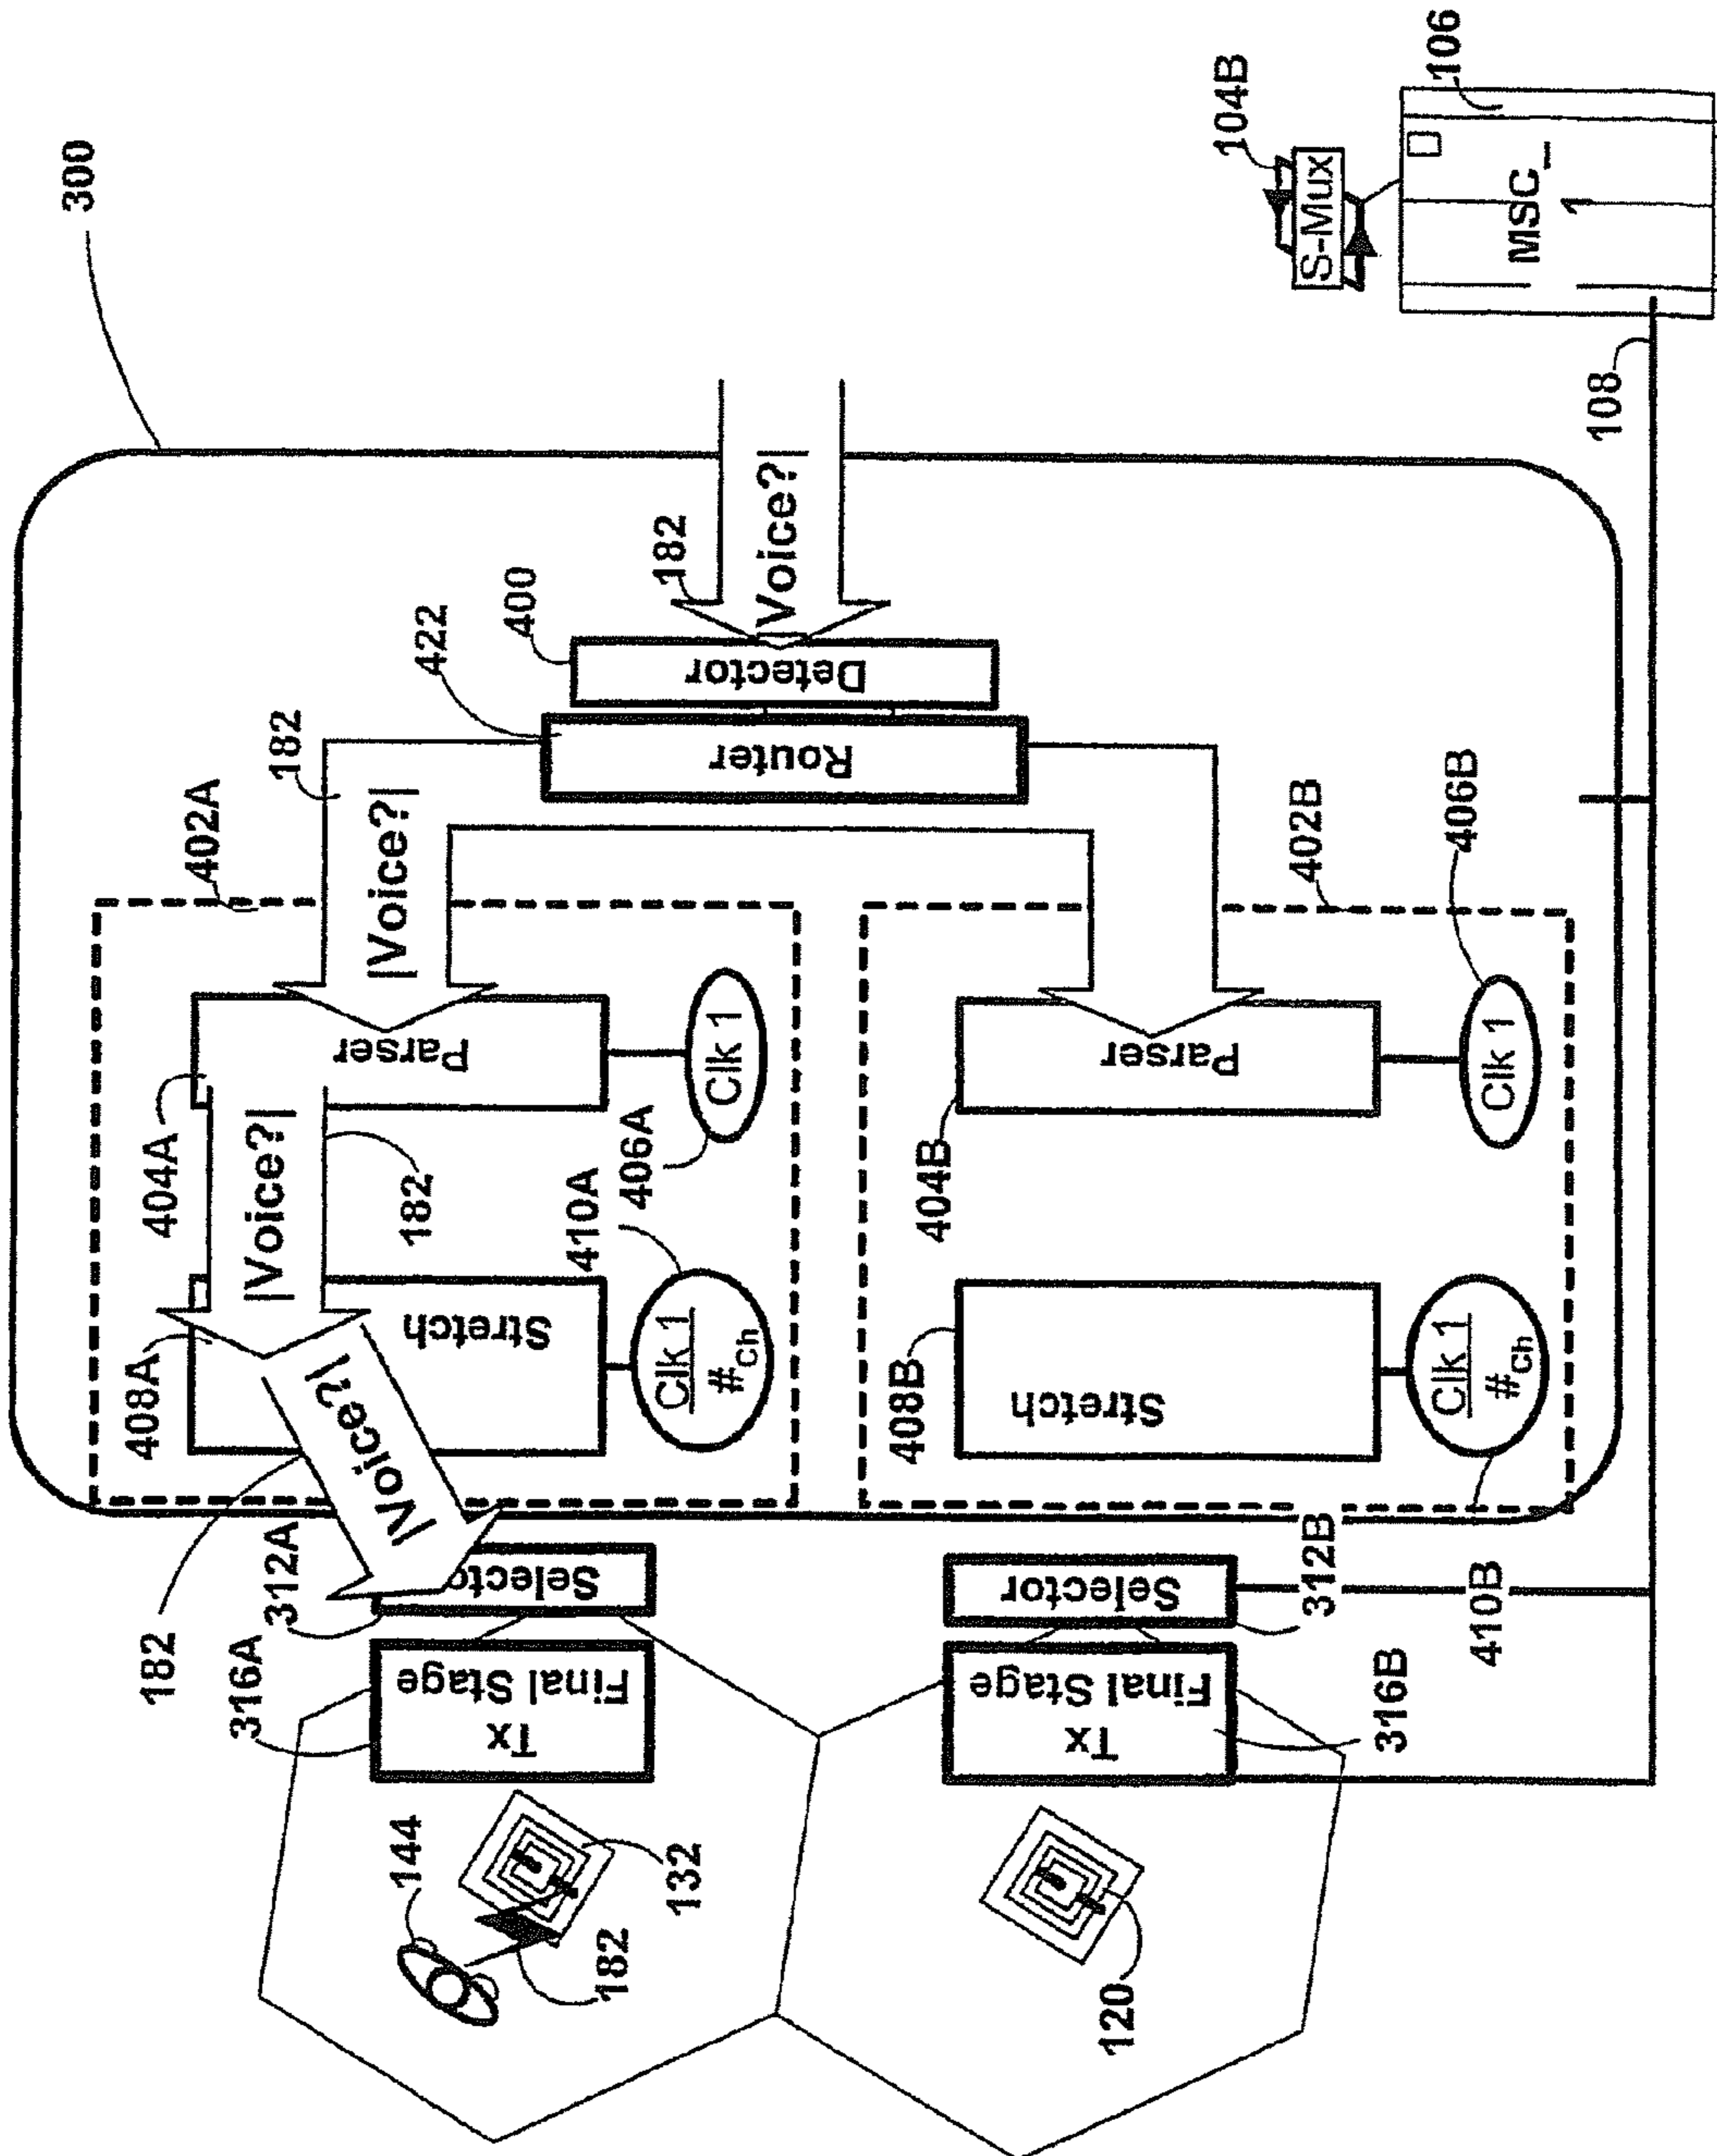 300
182
422
400
182
|Voice?|
Detector
Router
402A
|Voice?|
404A
Parser
Clk 1
406A
|Voice?|
182
408A
Stretch
Clk 1
#Ch
410A
|Voice?|
182
312A
Selector
316A
Tx
Final Stage
144
182
132
402B
404B
Parser
Clk 1
406B
408B
Stretch
Clk 1
#Ch
410B
312B
Selector
316B
Tx
Final Stage
120
108
104B
S-Mux
106
MSC_
1